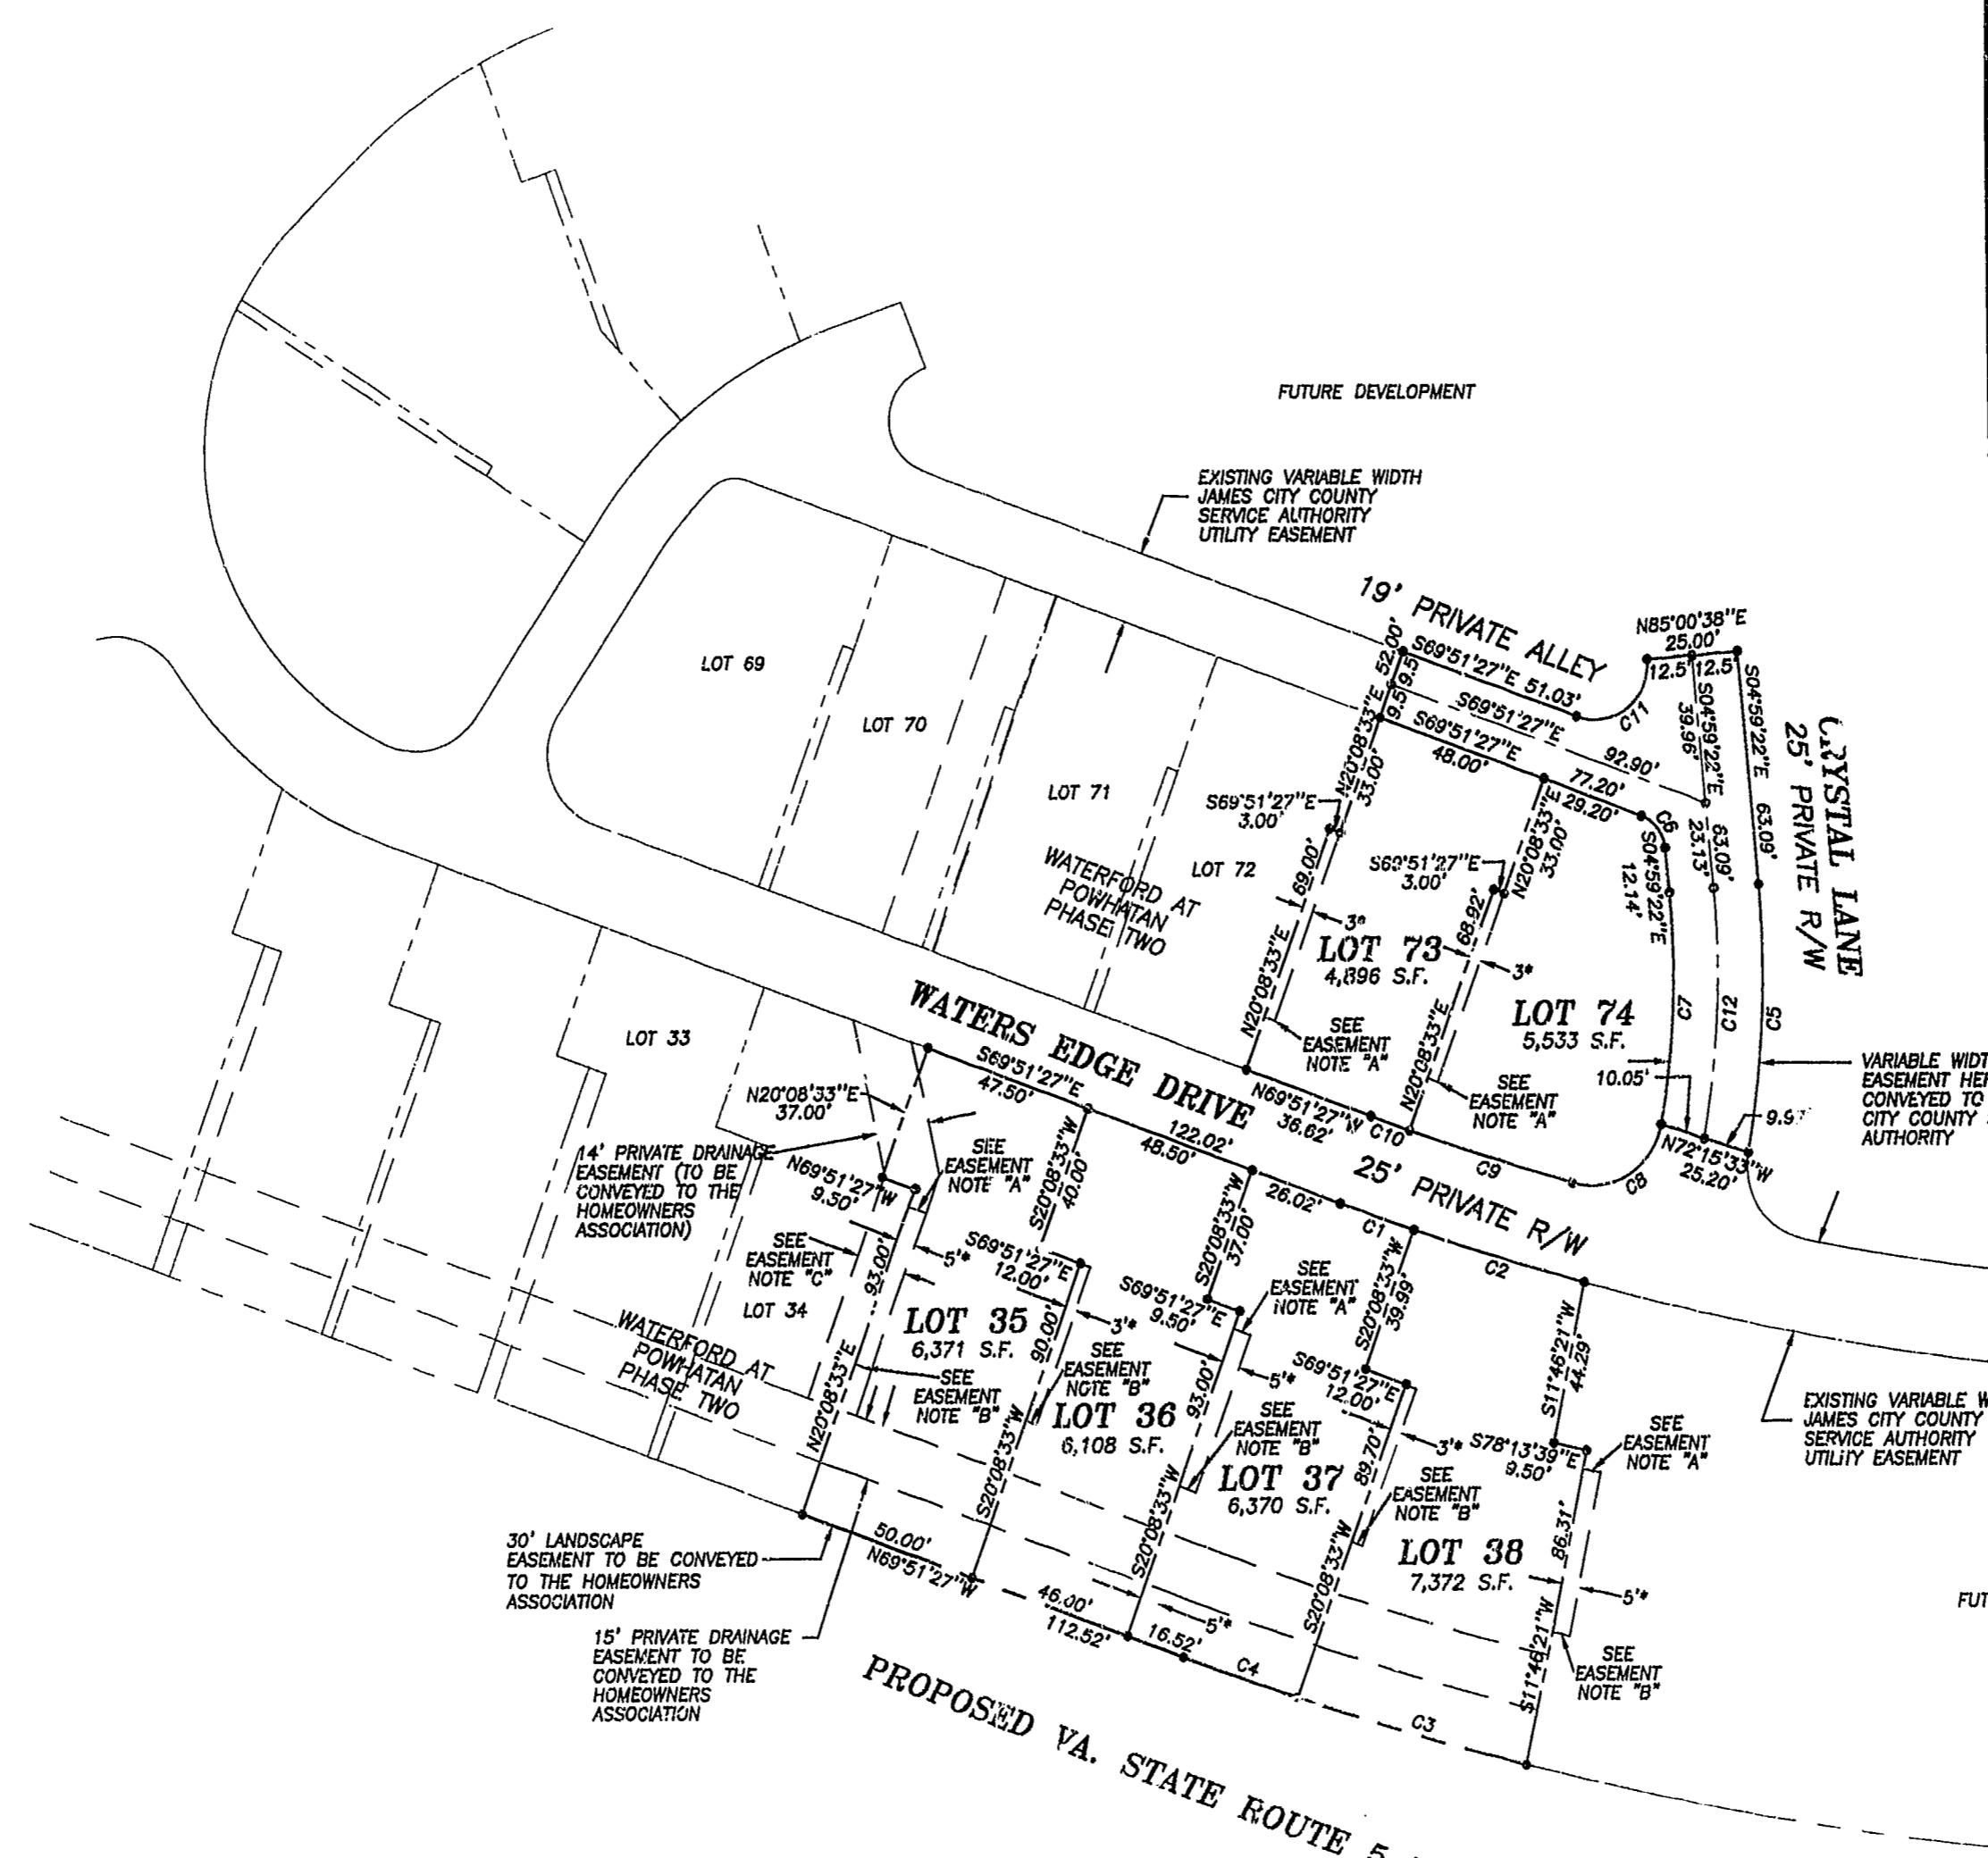 FUTURE DEVELOPMENT
EXISTING VARIABLE WIDTH
JAMES CITY COUNTY
SERVICE AUTHORITY
UTILITY EASEMENT
19' PRIVATE ALLEY
N85°00'38"E
25.00'
12.5'
12.5'
S69°51'27"E 51.03'
C11
52.00'
9.5'
9.5'
N20°08'33"E
33.00'
S69°51'27"E
92.90'
S69°51'27"E
48.00'
77.20'
29.20'
C6
S04°59'22"E
39.96'
S04°59'22"E 63.09'
63.09'
23.13'
S04°59'22"E
12.14'
CRYSTAL LANE
25' PRIVATE R/W
LOT 69
LOT 70
LOT 71
LOT 72
S69°51'27"E
3.00'
69.00'
N20°08'33"E
WATERFORD AT
POWHATAN
PHASE TWO
S69°51'27"E
3.00'
N20°08'33"E
33.00'
68.92'
N20°08'33"E
3*
3*
LOT 73
4,896 S.F.
SEE
EASEMENT
NOTE "A"
LOT 74
5,533 S.F.
SEE
EASEMENT
NOTE "A"
C7
C12
C5
10.05'
N72°15'33"W
25.20'
VARIABLE
EASEMENT
CONVEYED TO
CITY COUNTY
AUTHORITY
WATERS EDGE DRIVE
25' PRIVATE R/W
N69°51'27"W
36.62'
C10
C9
C8
LOT 33
S69°51'27"E
47.50'
122.02'
48.50'
26.02'
C1
C2
N20°08'33"E
37.00'
14' PRIVATE DRAINAGE
EASEMENT (TO BE
CONVEYED TO THE
HOMEOWNERS
ASSOCIATION)
N69°51'27"W
9.50'
SEE
EASEMENT
NOTE "A"
S20°08'33"W
40.00'
SEE
EASEMENT
NOTE "C"
LOT 34
93.00'
N20°08'33"E
5'*
S69°51'27"E
12.00'
LOT 35
6,371 S.F.
SEE
EASEMENT
NOTE "B"
90.00'
S20°08'33"W
3'*
SEE
EASEMENT
NOTE "B"
LOT 36
6,108 S.F.
S20°08'33"W
37.00'
S69°51'27"E
9.50'
SEE
EASEMENT
NOTE "A"
93.00'
S20°08'33"W
5'*
SEE
EASEMENT
NOTE "B"
LOT 37
6,370 S.F.
S20°08'33"W
39.99'
S69°51'27"E
12.00'
89.70'
S20°08'33"W
3'*
SEE
EASEMENT
NOTE "B"
LOT 38
7,372 S.F.
S11°46'21"W
44.29'
S78°13'39"E
9.50'
SEE
EASEMENT
NOTE "A"
86.31'
S11°46'21"W
5'*
SEE
EASEMENT
NOTE "B"
EXISTING VARIABLE
JAMES CITY COUNTY
SERVICE AUTHORITY
UTILITY EASEMENT
WATERFORD AT
POWHATAN
PHASE TWO
30' LANDSCAPE
EASEMENT TO BE CONVEYED
TO THE HOMEOWNERS
ASSOCIATION
15' PRIVATE DRAINAGE
EASEMENT TO BE
CONVEYED TO THE
HOMEOWNERS
ASSOCIATION
50.00'
N69°51'27"W
46.00'
112.52'
16.52'
5'*
C4
C3
PROPOSED VA. STATE ROUTE 5